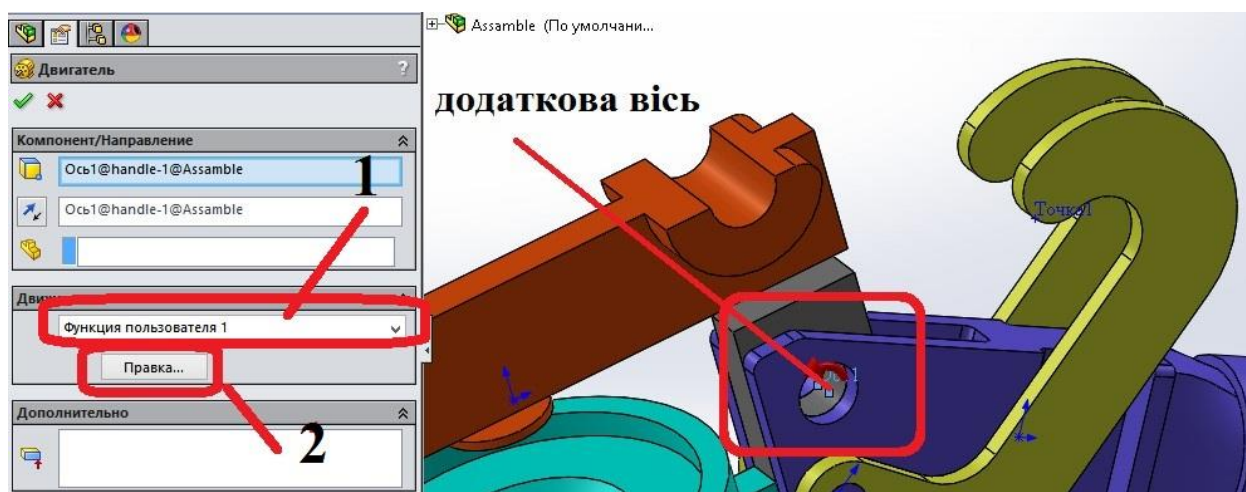 Assamble (По умолчани...
Двигатель
?
додаткова вісь
Компонент/Направление
Ось1@handle-1@Assamble
1
Ось1@handle-1@Assamble
Точка1
Функция пользователя 1
Правка...
Дополнительно
2